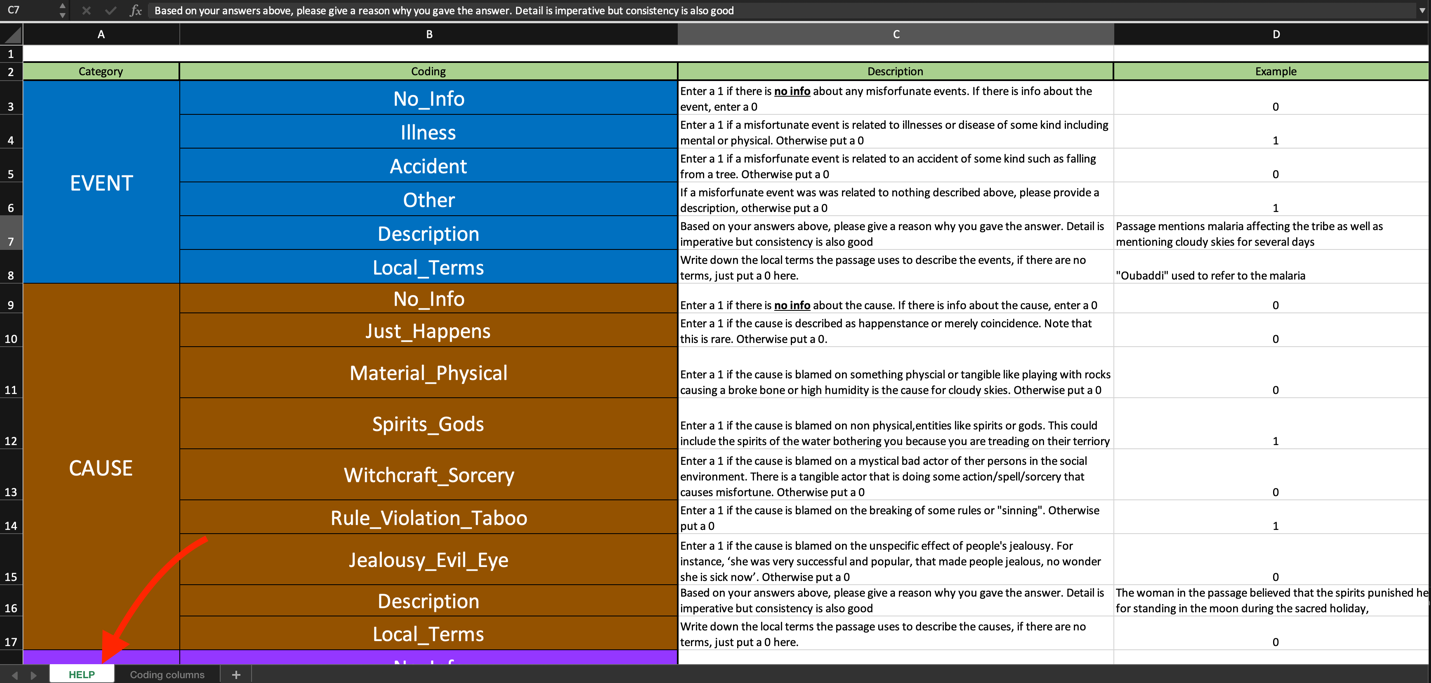 C7
fx Based on your answers above, please give a reason why you gave the answer. Detail is imperative but consistency is also good
A B C D
1
2 Category Coding Description Example
EVENT
3 No_Info
Enter a 1 if there is no info about any misforfunate events. If there is info about the
event, enter a 0
0
4 Illness
Enter a 1 if a misfortunate event is related to illnesses or disease of some kind including
mental or physical. Otherwise put a 0
1
5 Accident
Enter a 1 if a misforfunate event is related to an accident of some kind such as falling
from a tree. Otherwise put a 0
0
6 Other
If a misforfunate event was was related to nothing described above, please provide a
description, otherwise put a 0
1
7 Description
Based on your answers above, please give a reason why you gave the answer. Detail is
imperative but consistency is also good
Passage mentions malaria affecting the tribe as well as
mentioning cloudy skies for several days
8 Local_Terms
Write down the local terms the passage uses to describe the events, if there are no
terms, just put a 0 here.
"Oubaddi" used to refer to the malaria
CAUSE
9 No_Info
Enter a 1 if there is no info about the cause. If there is info about the cause, enter a 0
0
10 Just_Happens
Enter a 1 if the cause is described as happenstance or merely coincidence. Note that
this is rare. Otherwise put a 0.
0
11 Material_Physical
Enter a 1 if the cause is blamed on something physcial or tangible like playing with rocks
causing a broke bone or high humidity is the cause for cloudy skies. Otherwise put a 0
0
12 Spirits_Gods
Enter a 1 if the cause is blamed on non physical,entities like spirits or gods. This could
include the spirits of the water bothering you because you are treading on their terriory
1
13 Witchcraft_Sorcery
Enter a 1 if the cause is blamed on a mystical bad actor of ther persons in the social
environment. There is a tangible actor that is doing some action/spell/sorcery that
causes misfortune. Otherwise put a 0
0
14 Rule_Violation_Taboo
Enter a 1 if the cause is blamed on the breaking of some rules or "sinning". Otherwise
put a 0
1
15 Jealousy_Evil_Eye
Enter a 1 if the cause is blamed on the unspecific effect of people's jealousy. For
instance, ‘she was very successful and popular, that made people jealous, no wonder
she is sick now’. Otherwise put a 0
0
16 Description
Based on your answers above, please give a reason why you gave the answer. Detail is
imperative but consistency is also good
The woman in the passage believed that the spirits punished he
for standing in the moon during the sacred holiday,
17 Local_Terms
Write down the local terms the passage uses to describe the causes, if there are no
terms, just put a 0 here.
0
HELP Coding columns +